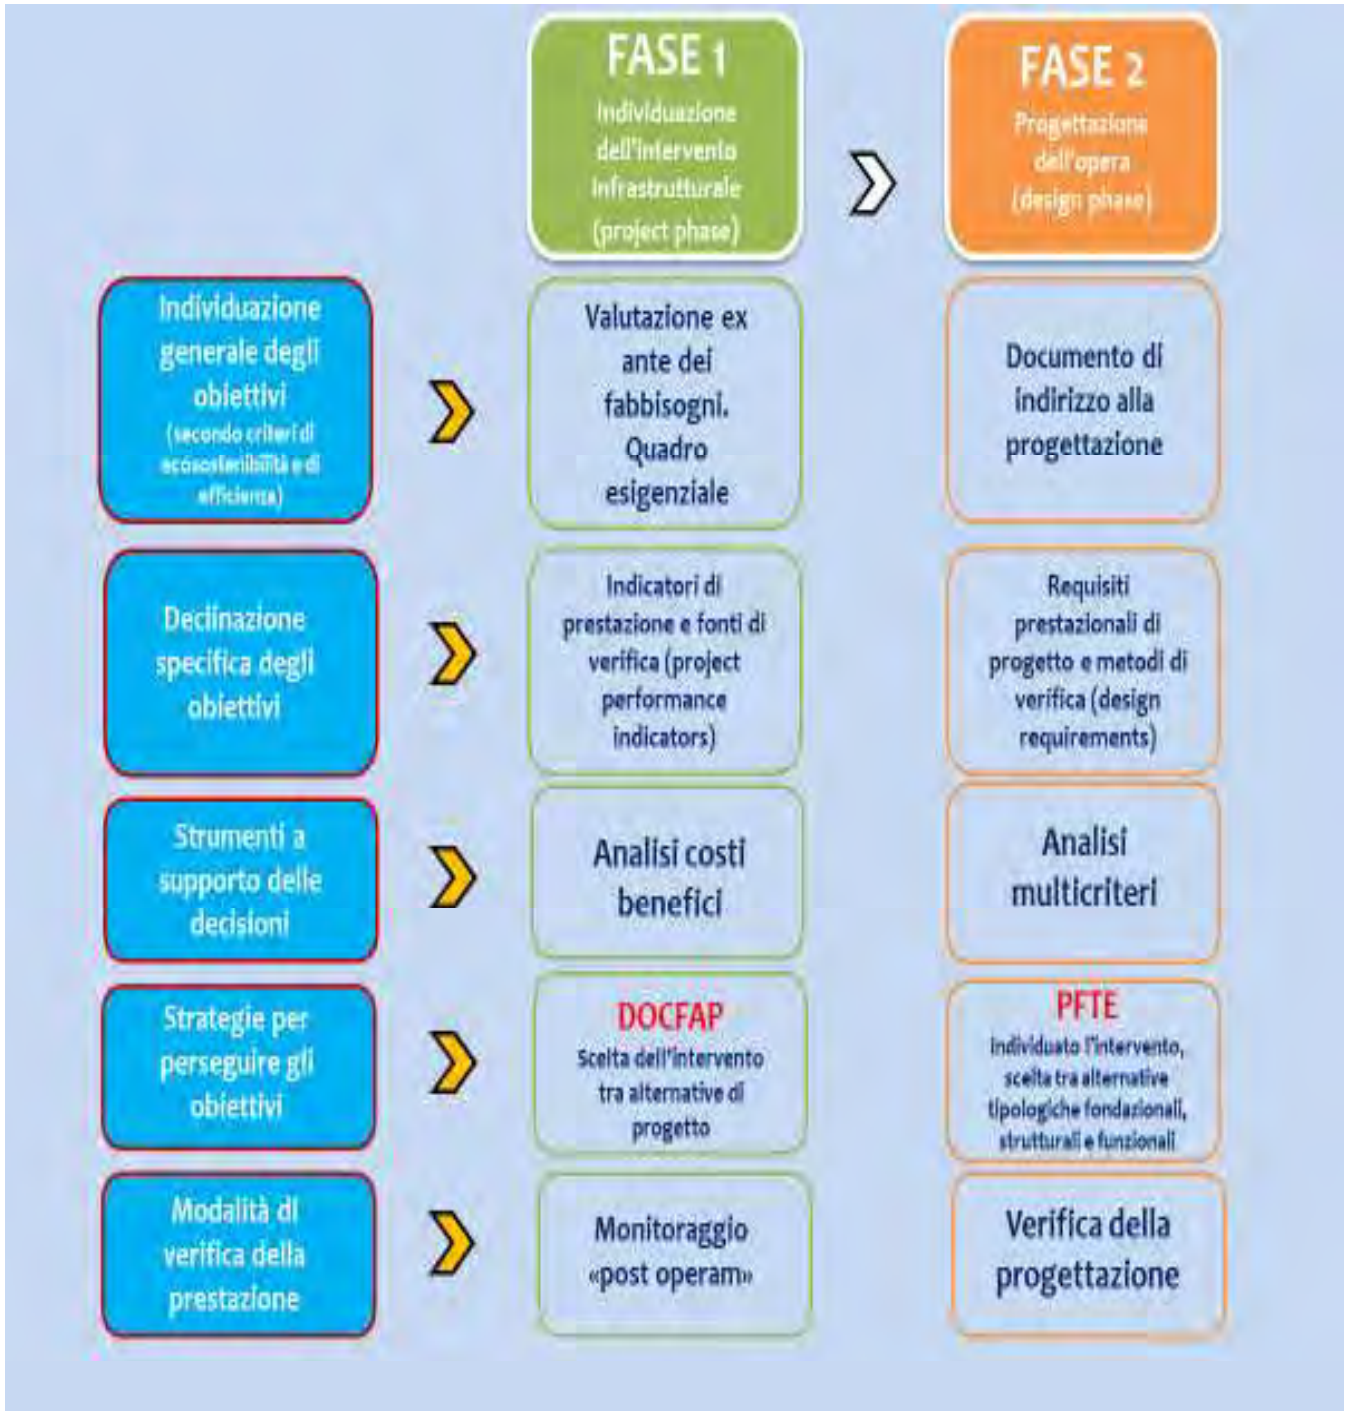 FASE 1
Individuazione
dell'intervento
Infrastrutturale
(project phase)
FASE 2
Progettazione
dell'opera
(design phase)
Individuazione
generale degli
obiettivi
(secondo criteri di
ecosostenibilità e di
efficienza)
Valutazione ex
ante dei
fabbisogni.
Quadro
esigenziale
Documento di
indirizzo alla
progettazione
Declinazione
specifica degli
obiettivi
Indicatori di
prestazione e fonti di
verifica (project
performance
indicators)
Requisiti
prestazionali di
progetto e metodi di
verifica (design
requirements)
Strumenti a
supporto delle
decisioni
Analisi costi
benefici
Analisi
multicriteri
Strategie per
perseguire gli
obiettivi
DOCFAP
Scelta dell'intervento
tra alternative di
progetto
PFTE
individuato l'intervento,
scelta tra alternative
tipologiche fondazionali,
strutturali e funzionali
Modalità di
verifica della
prestazione
Monitoraggio
«post operam»
Verifica della
progettazione